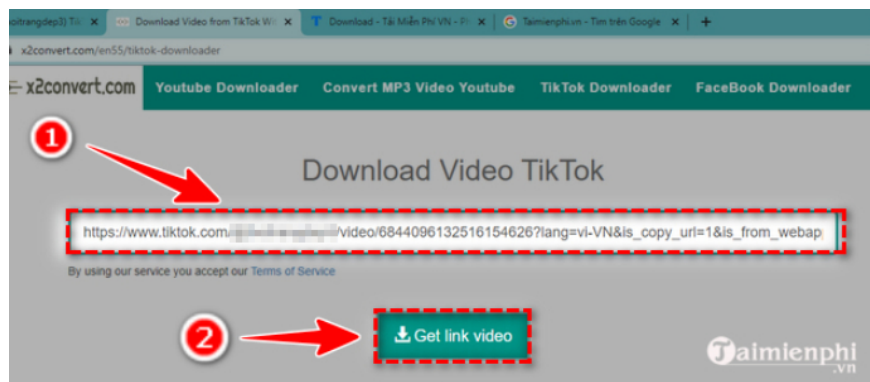 oitrangdep3) Ti
Download Video from TikTok Wi
Download - Tải Miễn Phí VN - P
Taimienphi.vn - Tìm trên Google
x2convert.com/en55/tiktok-downloader
x2convert.com
Youtube Downloader
Convert MP3 Video Youtube
TikTok Downloader
FaceBook Downloader
1
Download Video TikTok
https://www.tiktok.com/ /video/6844096132516154626?lang=vi-VN&is_copy_url=1&is_from_webap
By using our service you accept our Terms of Service
2
Get link video
Taimienphi
.vn